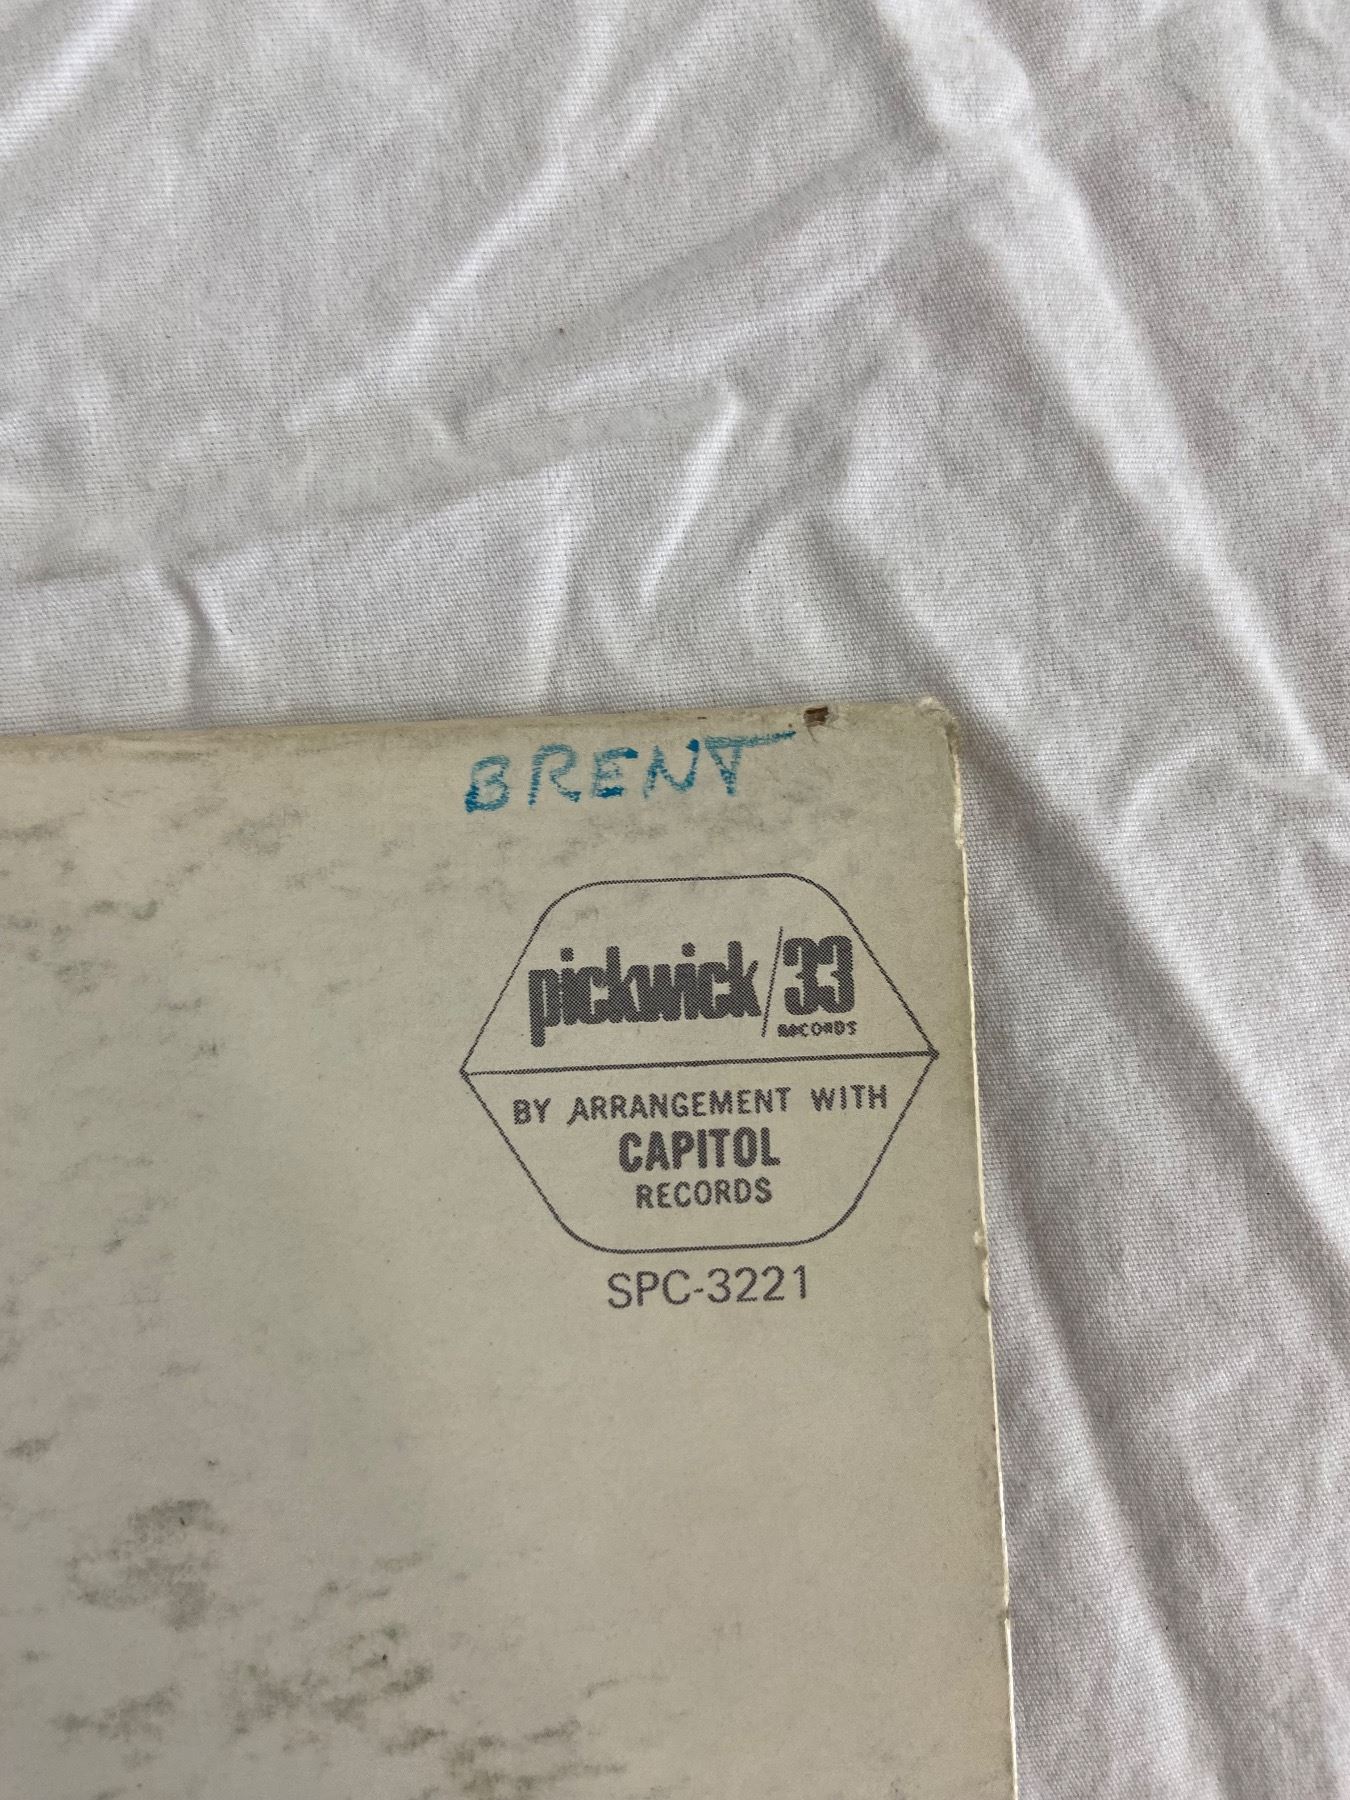 BRENT
pickwick/33
RECORDS
BY ARRANGEMENT WITH
CAPITOL
RECORDS
SPC-3221